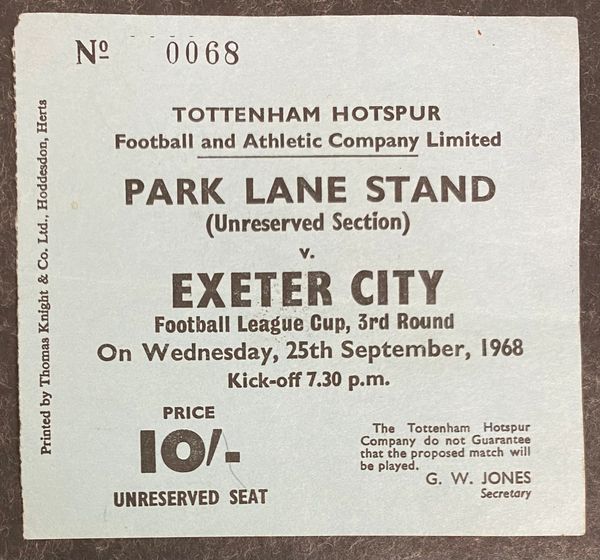 Nº 0068
TOTTENHAM HOTSPUR
Football and Athletic Company Limited
PARK LANE STAND
(Unreserved Section)
v.
EXETER CITY
Football League Cup, 3rd Round
On Wednesday, 25th September, 1968
Kick-off 7.30 p.m.
PRICE
10/-
UNRESERVED SEAT
The Tottenham Hotspur
Company do not Guarantee
that the proposed match will
be played.
G. W. JONES
Secretary
Printed by Thomas Knight & Co. Ltd., Hoddesdon, Herts